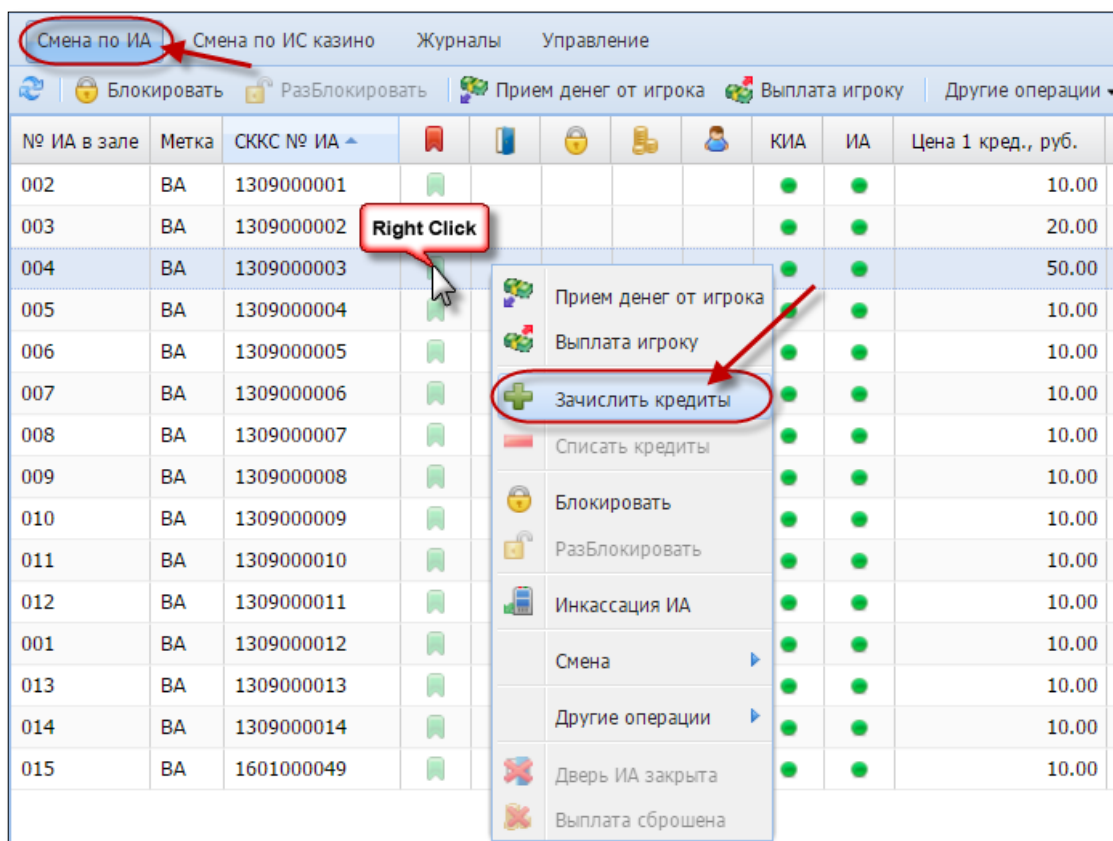 Смена по ИА Смена по ИС казино Журналы Управление
Блокировать РазБлокировать Прием денег от игрока Выплата игроку Другие операции
№ ИА в зале Метка СККС № ИА КИА ИА Цена 1 кред., руб.
002 ВА 1309000001 10.00
003 ВА 1309000002 20.00
Right Click
004 ВА 1309000003 50.00
005 ВА 1309000004 10.00
006 ВА 1309000005 10.00
007 ВА 1309000006 10.00
008 ВА 1309000007 10.00
009 ВА 1309000008 10.00
010 ВА 1309000009 10.00
011 ВА 1309000010 10.00
012 ВА 1309000011 10.00
001 ВА 1309000012 10.00
013 ВА 1309000013 10.00
014 ВА 1309000014 10.00
015 ВА 1601000049 10.00
Прием денег от игрока
Выплата игроку
Зачислить кредиты
Списать кредиты
Блокировать
РазБлокировать
Инкассация ИА
Смена
Другие операции
Дверь ИА закрыта
Выплата сброшена